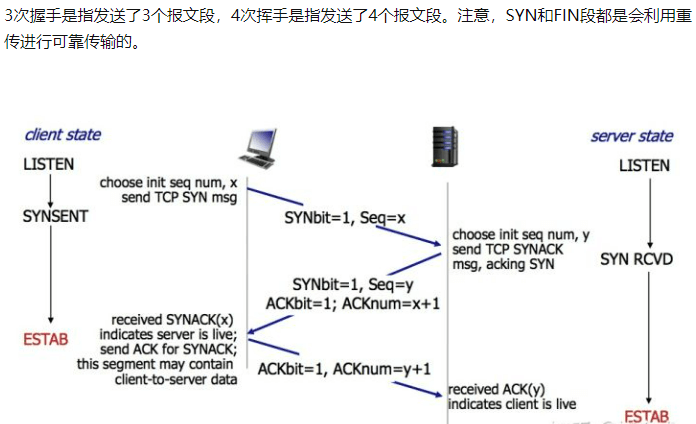 3次握手是指发送了3个报文段，4次挥手是指发送了4个报文段。注意，SYN和FIN段都是会利用重
传进行可靠传输的。
client state
server state
LISTEN
LISTEN
choose init seq num, x
send TCP SYN msg
SYNSENT
SYNbit=1, Seq=x
choose init seq num, y
send TCP SYNACK
msg, acking SYN
SYN RCVD
SYNbit=1, Seq=y
ACKbit=1; ACKnum=x+1
received SYNACK(x)
indicates server is live;
send ACK for SYNACK;
this segment may contain
client-to-server data
ESTAB
ACKbit=1, ACKnum=y+1
received ACK(y)
indicates client is live
ESTAB